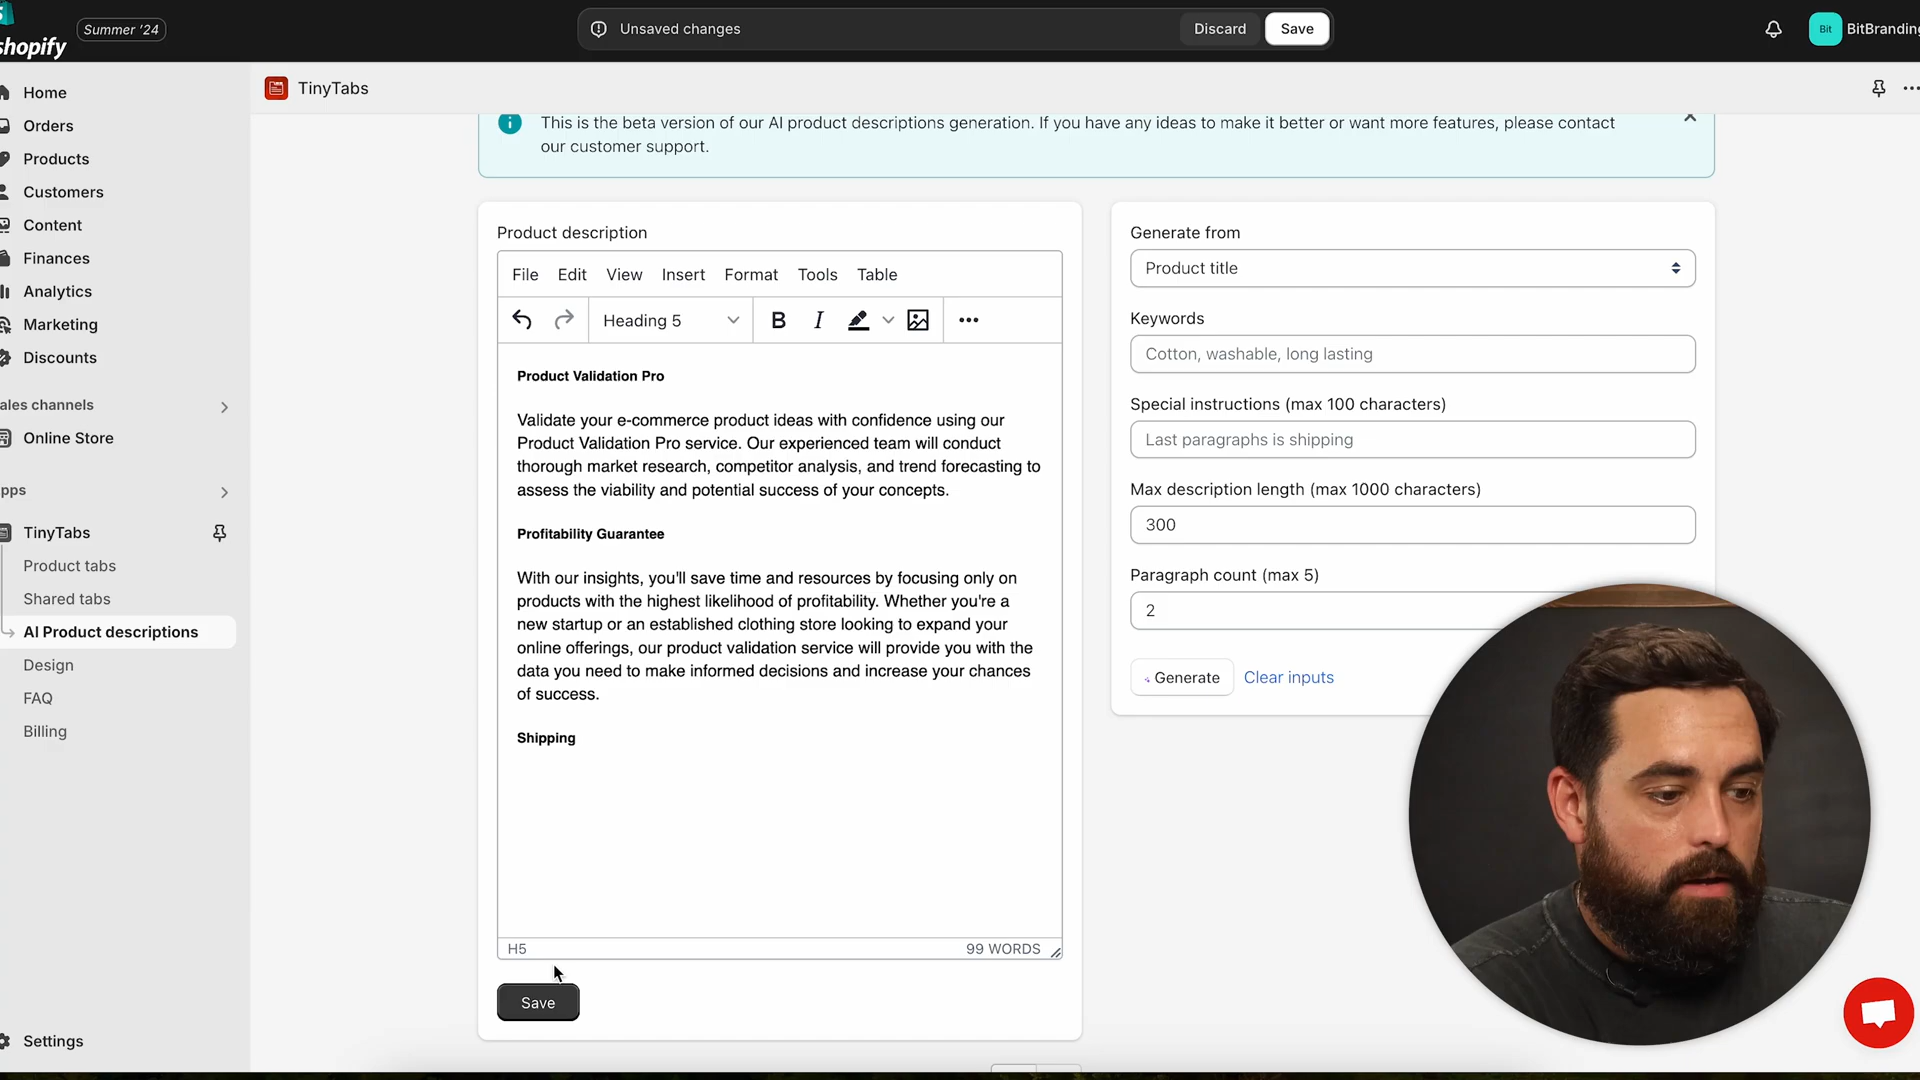 shopify
Summer '24
Unsaved changes
Discard
Save
Bit
BitBranding
Home
Orders
Products
Customers
Content
Finances
Analytics
Marketing
Discounts
ales channels
Online Store
pps
TinyTabs
Product tabs
Shared tabs
AI Product descriptions
Design
FAQ
Billing
Settings
TinyTabs
This is the beta version of our AI product descriptions generation. If you have any ideas to make it better or want more features, please contact
our customer support.
Product description
File Edit View Insert Format Tools Table
Heading 5
B I
Product Validation Pro
Validate your e-commerce product ideas with confidence using our
Product Validation Pro service. Our experienced team will conduct
thorough market research, competitor analysis, and trend forecasting to
assess the viability and potential success of your concepts.
Profitability Guarantee
With our insights, you'll save time and resources by focusing only on
products with the highest likelihood of profitability. Whether you're a
new startup or an established clothing store looking to expand your
online offerings, our product validation service will provide you with the
data you need to make informed decisions and increase your chances
of success.
Shipping
H5
99 WORDS
Save
Generate from
Product title
Keywords
Cotton, washable, long lasting
Special instructions (max 100 characters)
Last paragraphs is shipping
Max description length (max 1000 characters)
300
Paragraph count (max 5)
2
Generate
Clear inputs